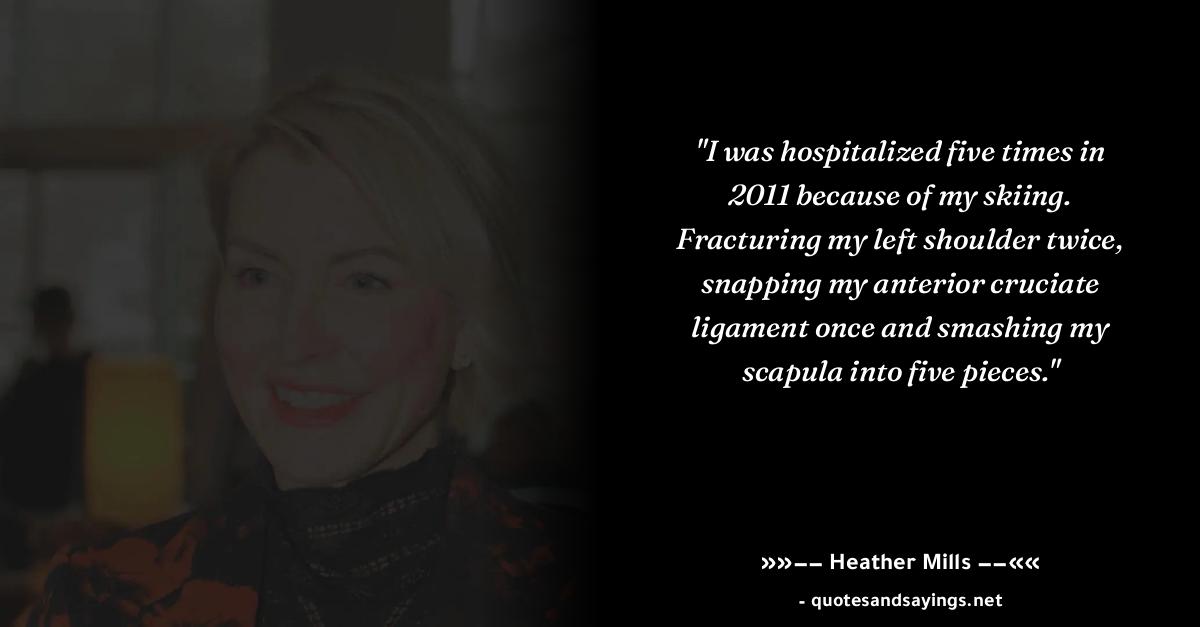 "I was hospitalized five times in
2011 because of my skiing.
Fracturing my left shoulder twice,
snapping my anterior cruciate
ligament once and smashing my
scapula into five pieces."
»»—— Heather Mills ——««
- quotesandsayings.net